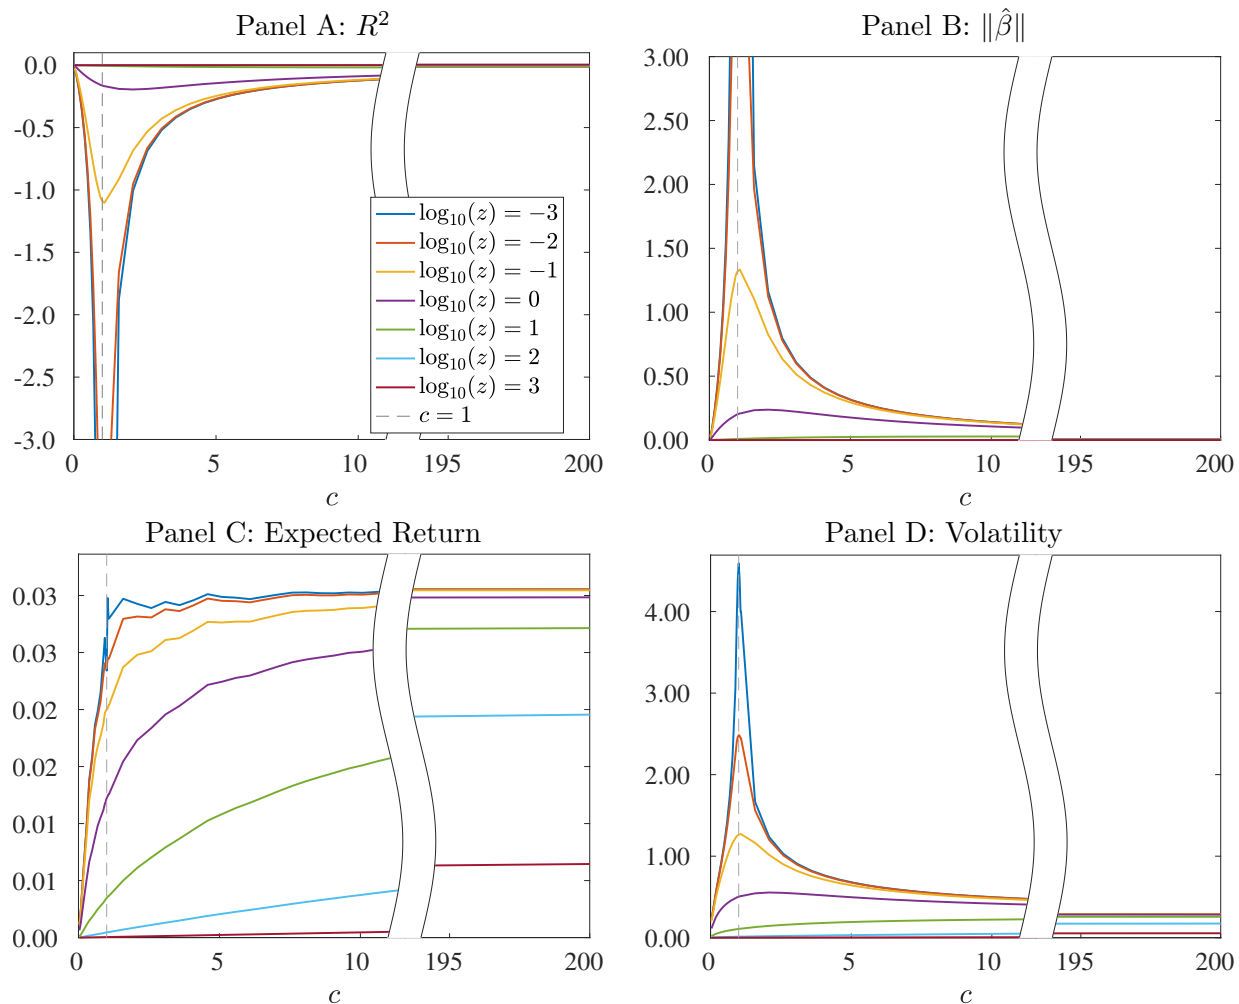 Panel A: R²
0.0
-0.5
-1.0
-1.5
-2.0
-2.5
-3.0
0 5 10 195 200
c
log₁₀(z) = −3
log₁₀(z) = −2
log₁₀(z) = −1
log₁₀(z) = 0
log₁₀(z) = 1
log₁₀(z) = 2
log₁₀(z) = 3
c = 1
Panel B: ‖β̂‖
3.00
2.50
2.00
1.50
1.00
0.50
0.00
0 5 10 195 200
c
Panel C: Expected Return
0.03
0.03
0.02
0.02
0.01
0.01
0.00
0 5 10 195 200
c
Panel D: Volatility
4.00
3.00
2.00
1.00
0.00
0 5 10 195 200
c